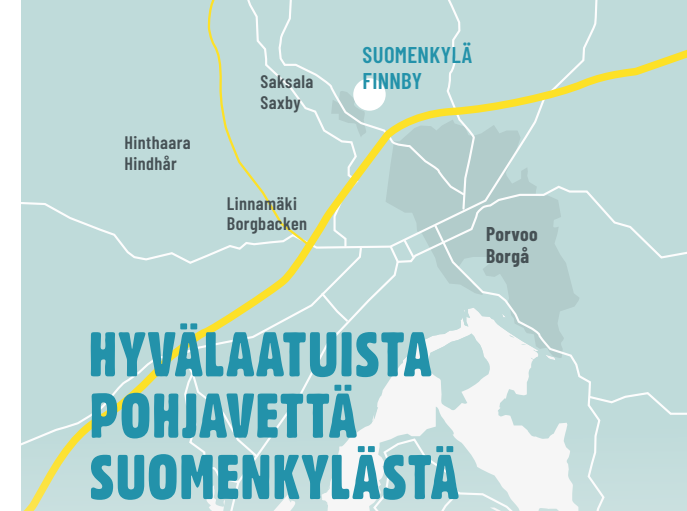 SUOMENKYLÄ
FINNBY
Saksala
Saxby
Hinthaara
Hindhår
Linnamäki
Borgbacken
Porvoo
Borgå
HYVÄLAATUISTA
POHJAVETTÄ
SUOMENKYLÄSTÄ